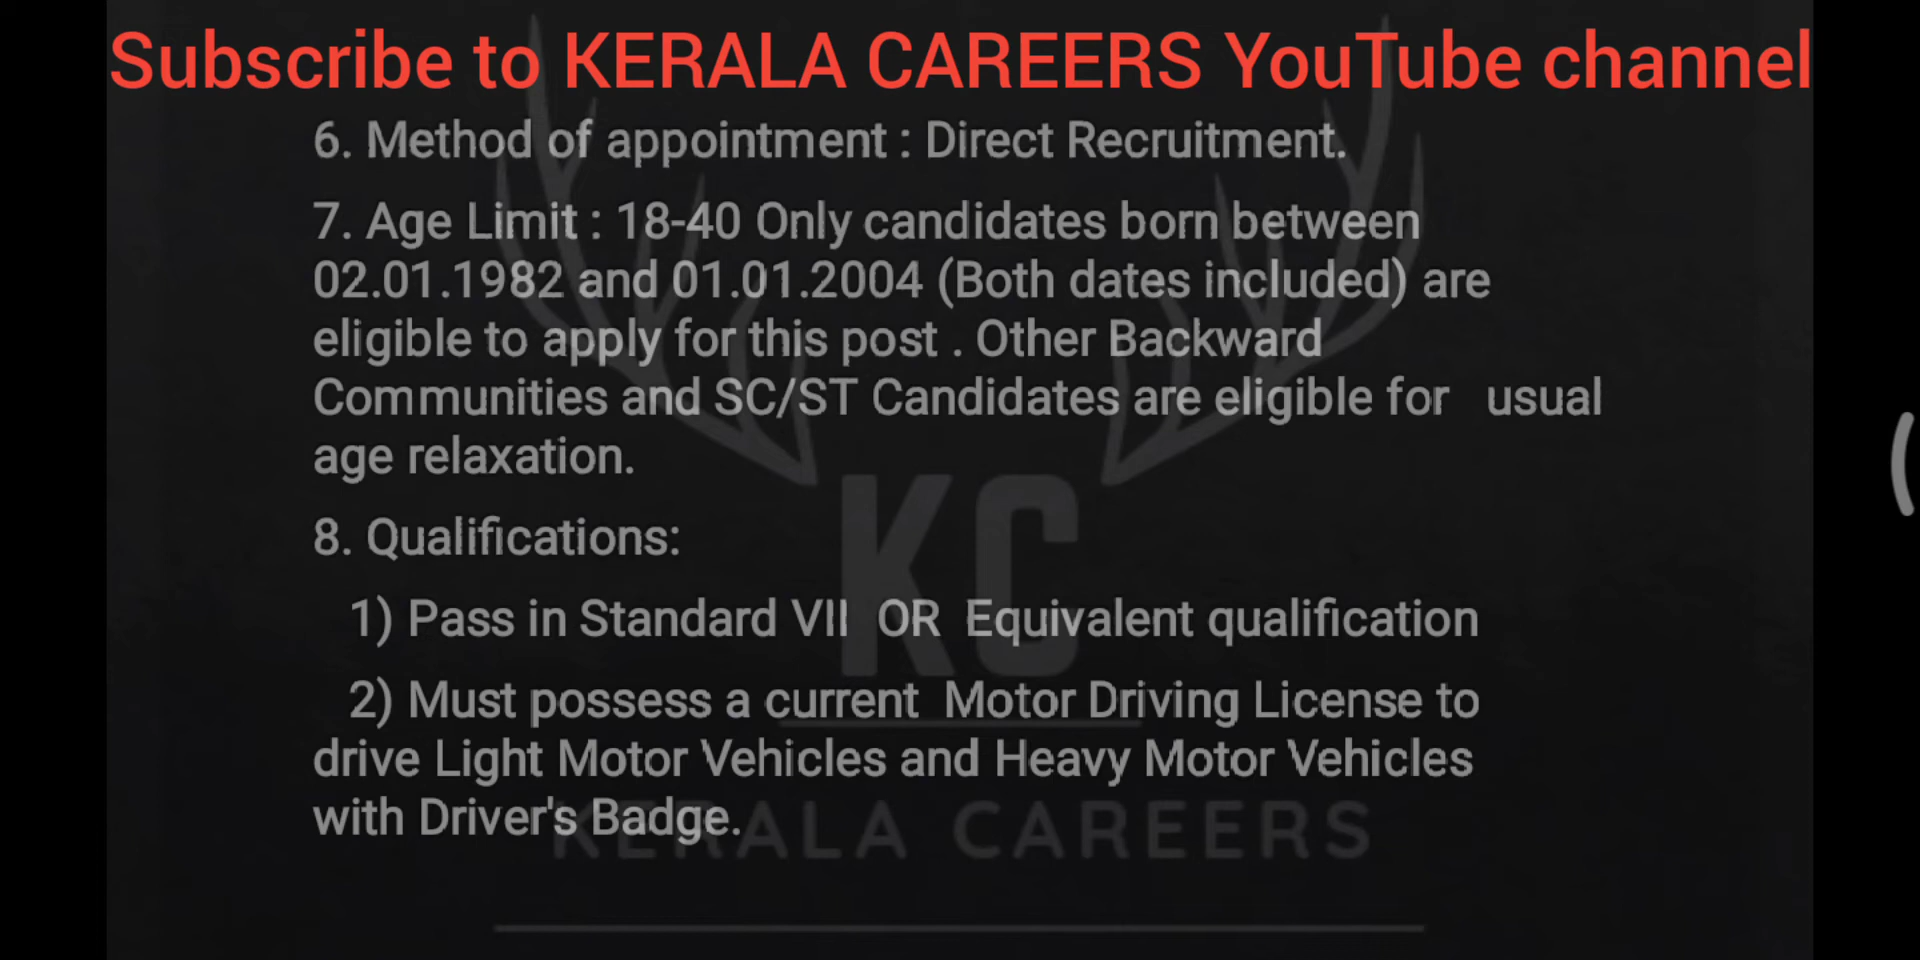 Subscribe to KERALA CAREERS YouTube channel
6. Method of appointment : Direct Recruitment.
7. Age Limit : 18-40 Only candidates born between
02.01.1982 and 01.01.2004 (Both dates included) are
eligible to apply for this post . Other Backward
Communities and SC/ST Candidates are eligible for usual
age relaxation.
8. Qualifications:
1) Pass in Standard VII OR Equivalent qualification
2) Must possess a current Motor Driving License to
drive Light Motor Vehicles and Heavy Motor Vehicles
with Driver's Badge.
KC
KERALA CAREERS